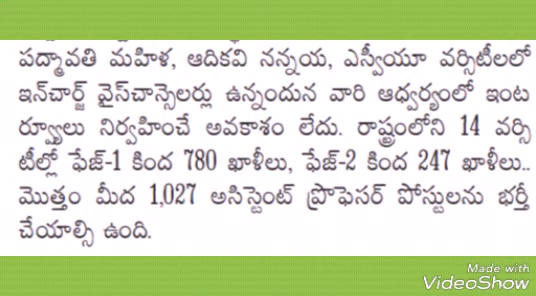 పద్మావతి మహిళ, ఆదికవి నన్నయ, ఎస్వీయూ వర్సిటీలలో
ఇన్‌చార్జ్ వైస్‌చాన్సెలర్లు ఉన్నందున వారి ఆధ్వర్యంలో ఇంట
ర్వ్యూలు నిర్వహించే అవకాశం లేదు. రాష్ట్రంలోని 14 వర్సి
టీల్లో ఫేజ్-1 కింద 780 ఖాళీలు, ఫేజ్-2 కింద 247 ఖాళీలు..
మొత్తం మీద 1,027 అసిస్టెంట్ ప్రొఫెసర్ పోస్టులను భర్తీ
చేయాల్సి ఉంది.
Made with
VideoShow